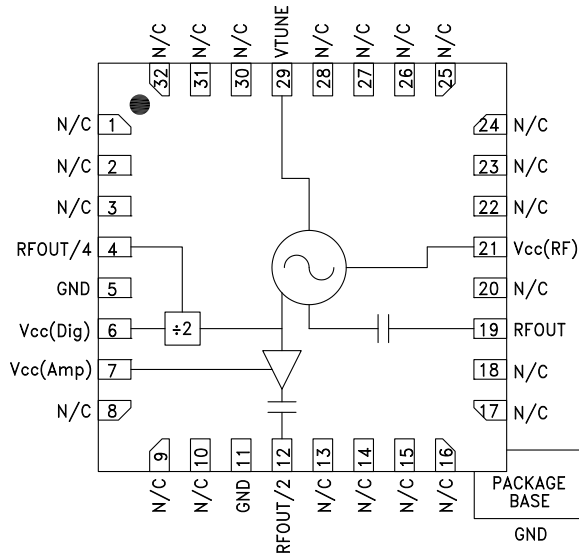 N/C N/C N/C VTUNE N/C N/C N/C N/C
32 31 30 29 28 27 26 25
N/C 1
N/C 2
N/C 3
RFOUT/4 4
GND 5
Vcc(Dig) 6
Vcc(Amp) 7
N/C 8
÷2
24 N/C
23 N/C
22 N/C
21 Vcc(RF)
20 N/C
19 RFOUT
18 N/C
17 N/C
9 10 11 12 13 14 15 16
N/C N/C GND RFOUT/2 N/C N/C N/C N/C
PACKAGE
BASE
GND